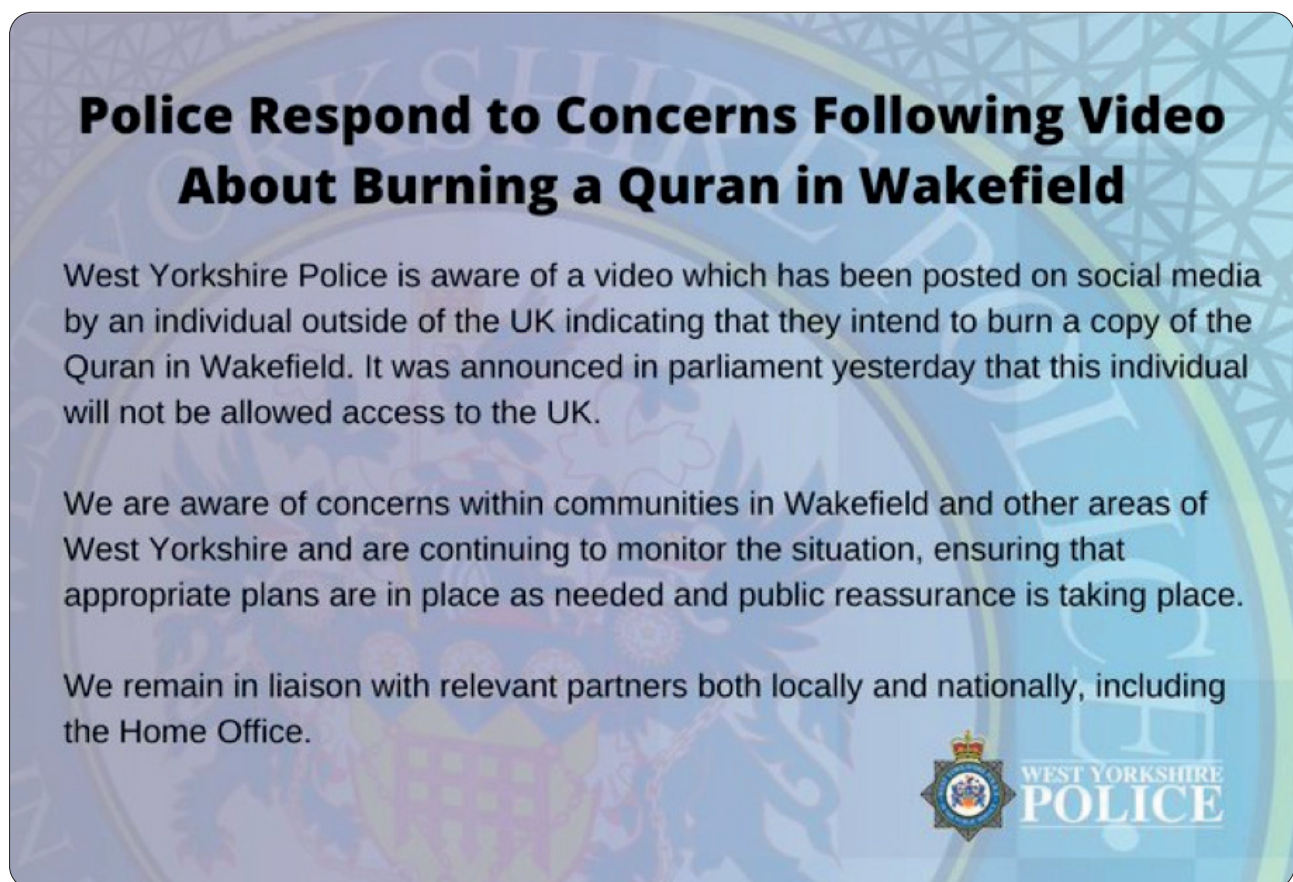 Police Respond to Concerns Following Video
About Burning a Quran in Wakefield
West Yorkshire Police is aware of a video which has been posted on social media
by an individual outside of the UK indicating that they intend to burn a copy of the
Quran in Wakefield. It was announced in parliament yesterday that this individual
will not be allowed access to the UK.
We are aware of concerns within communities in Wakefield and other areas of
West Yorkshire and are continuing to monitor the situation, ensuring that
appropriate plans are in place as needed and public reassurance is taking place.
We remain in liaison with relevant partners both locally and nationally, including
the Home Office.
WEST YORKSHIRE
POLICE